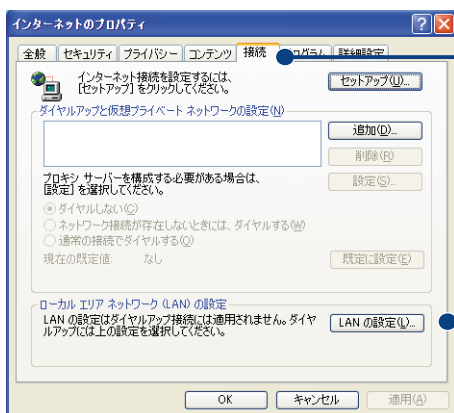 インターネットのプロパティ
全般 セキュリティ プライバシー コンテンツ 接続 プログラム 詳細設定
インターネット接続を設定するには、
[セットアップ] をクリックしてください。
セットアップ(U)...
ダイヤルアップと仮想プライベート ネットワークの設定(N)
追加(D)...
削除(R)
プロキシ サーバーを構成する必要がある場合は、
[設定] を選択してください。
設定(S)...
ダイヤルしない(C)
ネットワーク接続が存在しないときには、ダイヤルする(W)
通常の接続でダイヤルする(O)
現在の既定値: なし
既定に設定(E)
ローカル エリア ネットワーク (LAN) の設定
LAN の設定はダイヤルアップ接続には適用されません。ダイヤ
ルアップには上の設定を選択してください。
LAN の設定(L)...
OK キャンセル 適用(A)